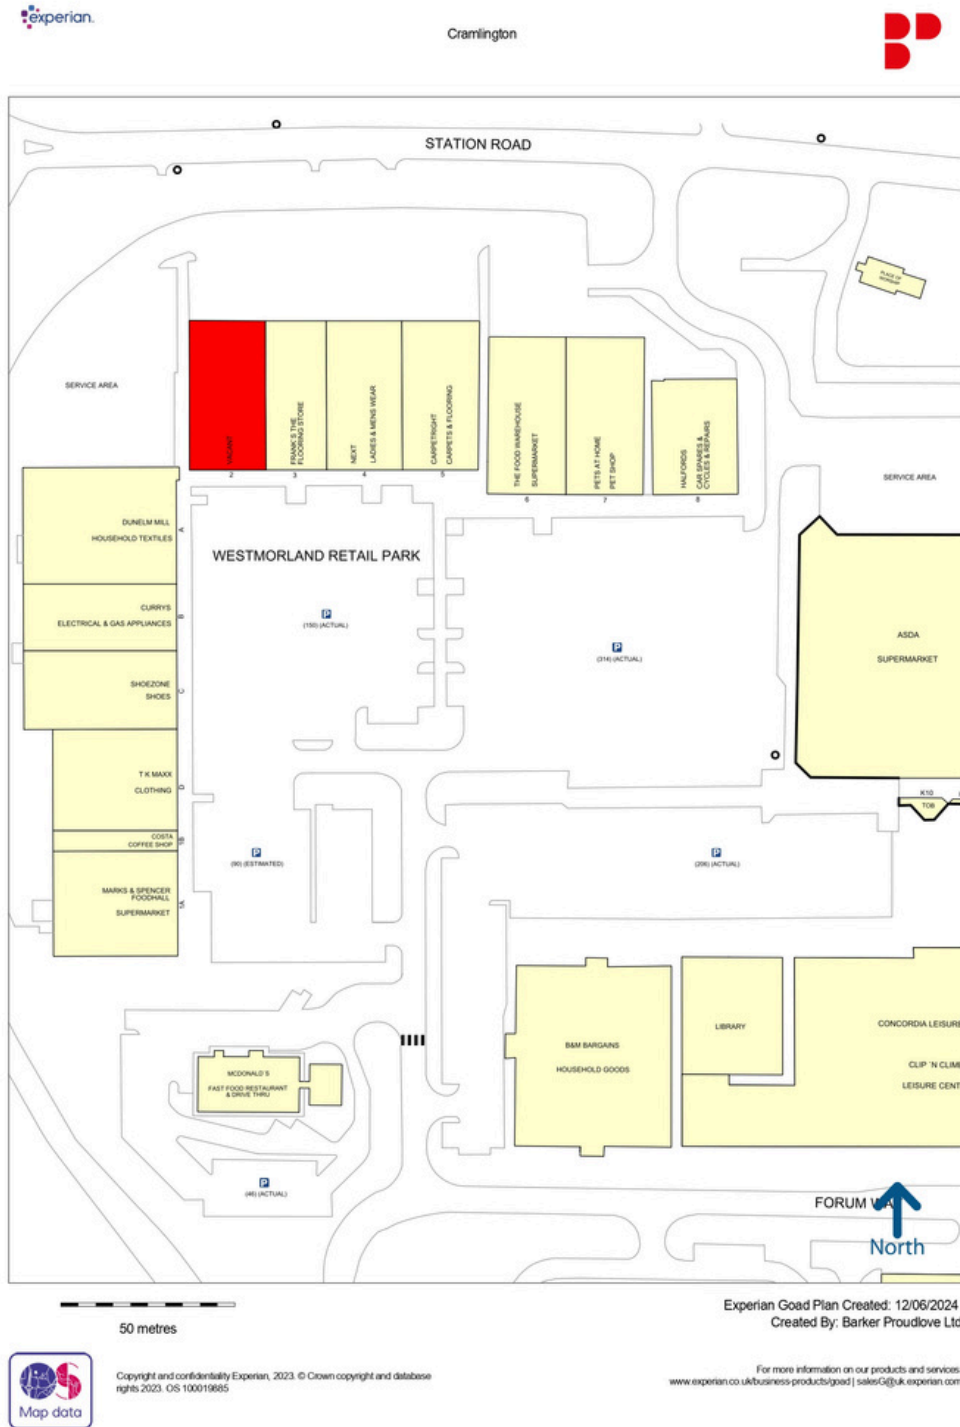 experian.
Cramlington
STATION ROAD
PLACE OF
WORSHIP
SERVICE AREA
VACANT
2
FRANK'S THE
FLOORING STORE
3
NEXT
LADIES & MENS WEAR
4
CARPETRIGHT
CARPETS & FLOORING
5
THE FOOD WAREHOUSE
SUPERMARKET
6
PETS AT HOME
PET SHOP
7
HALFORDS
CAR SPARES &
CYCLES & REPAIRS
8
SERVICE AREA
DUNELM MILL
HOUSEHOLD TEXTILES
A
WESTMORLAND RETAIL PARK
CURRYS
ELECTRICAL & GAS APPLIANCES
B
P
(150) (ACTUAL)
P
(314) (ACTUAL)
ASDA
SUPERMARKET
SHOEZONE
SHOES
C
T K MAXX
CLOTHING
D
K10
TOB
COSTA
COFFEE SHOP
1B
P
(90) (ESTIMATED)
P
(206) (ACTUAL)
MARKS & SPENCER
FOODHALL
SUPERMARKET
1A
B&M BARGAINS
HOUSEHOLD GOODS
LIBRARY
CONCORDIA LEISURE
CLIP 'N CLIMB
LEISURE CENT
MCDONALD'S
FAST FOOD RESTAURANT
& DRIVE THRU
P
(46) (ACTUAL)
FORUM WA
North
50 metres
Experian Goad Plan Created: 12/06/2024
Created By: Barker Proudlove Ltd
OS
Map data
Copyright and confidentiality Experian, 2023. © Crown copyright and database
rights 2023. OS 100019885
For more information on our products and services
www.experian.co.uk/business-products/goad | salesG@uk.experian.com